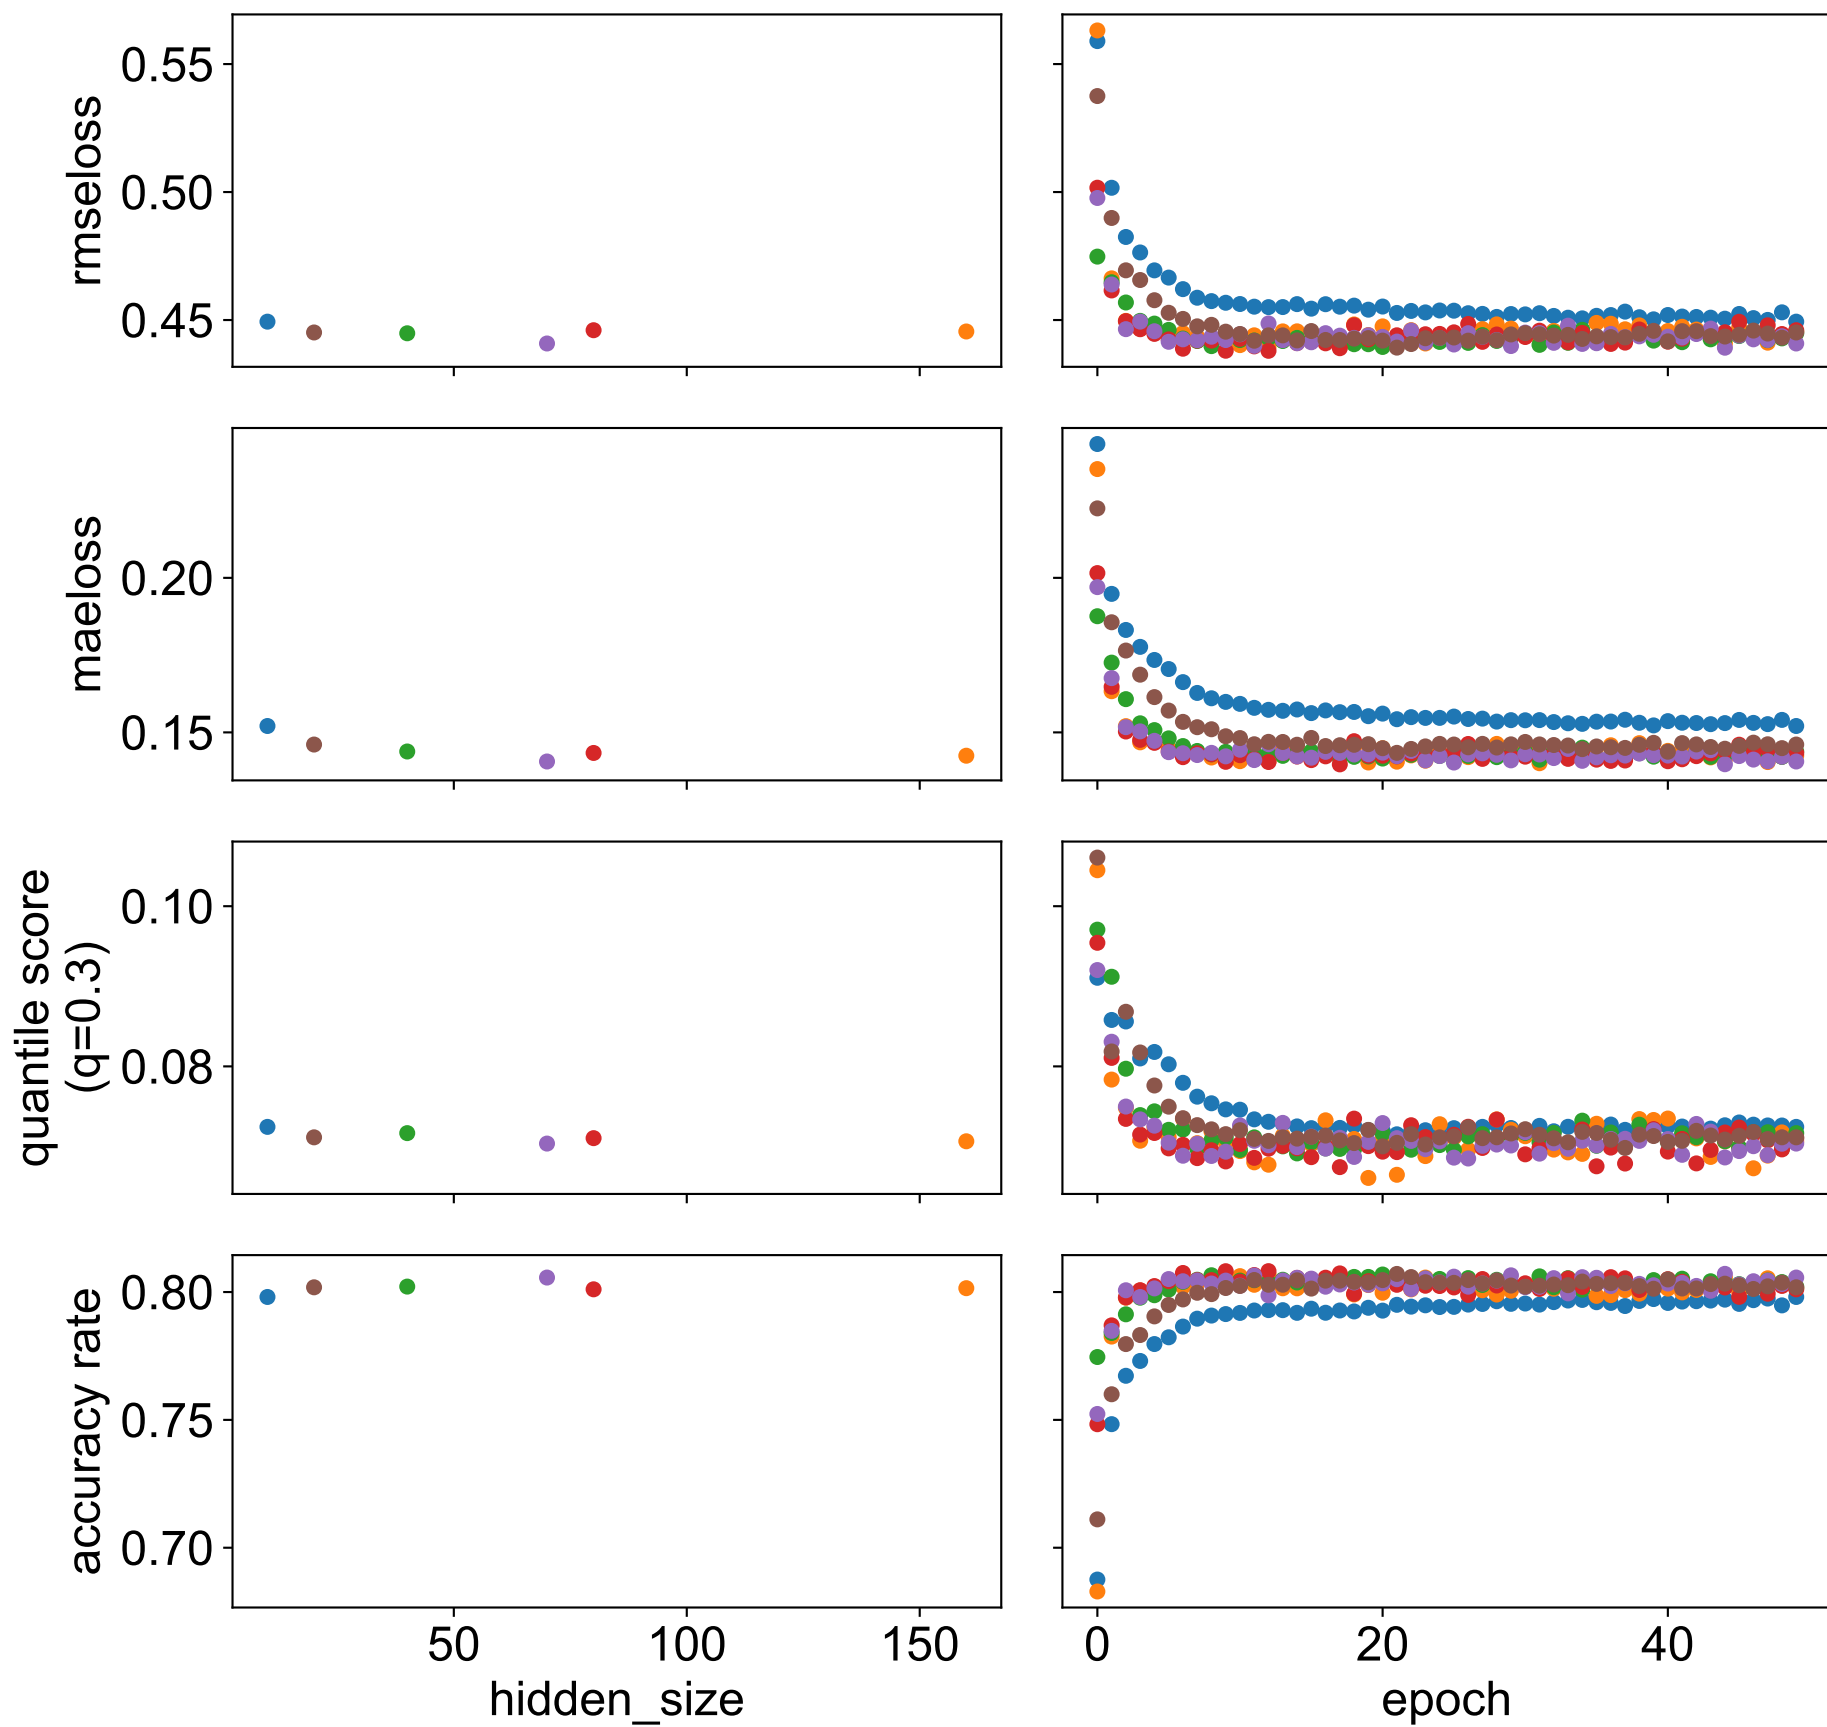 rmseloss
0.55
0.50
0.45
maeloss
0.20
0.15
quantile score
(q=0.3)
0.10
0.08
accuracy rate
0.80
0.75
0.70
50 100 150
hidden_size
0 20 40
epoch